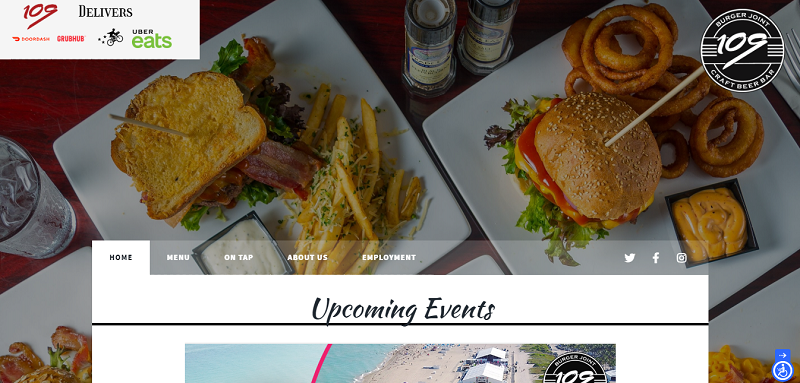 109 Delivers
DOORDASH GRUBHUB UBER eats
BURGER JOINT
109
CRAFT BEER BAR
HOME MENU ON TAP ABOUT US EMPLOYMENT
Upcoming Events
BURGER JOINT
109